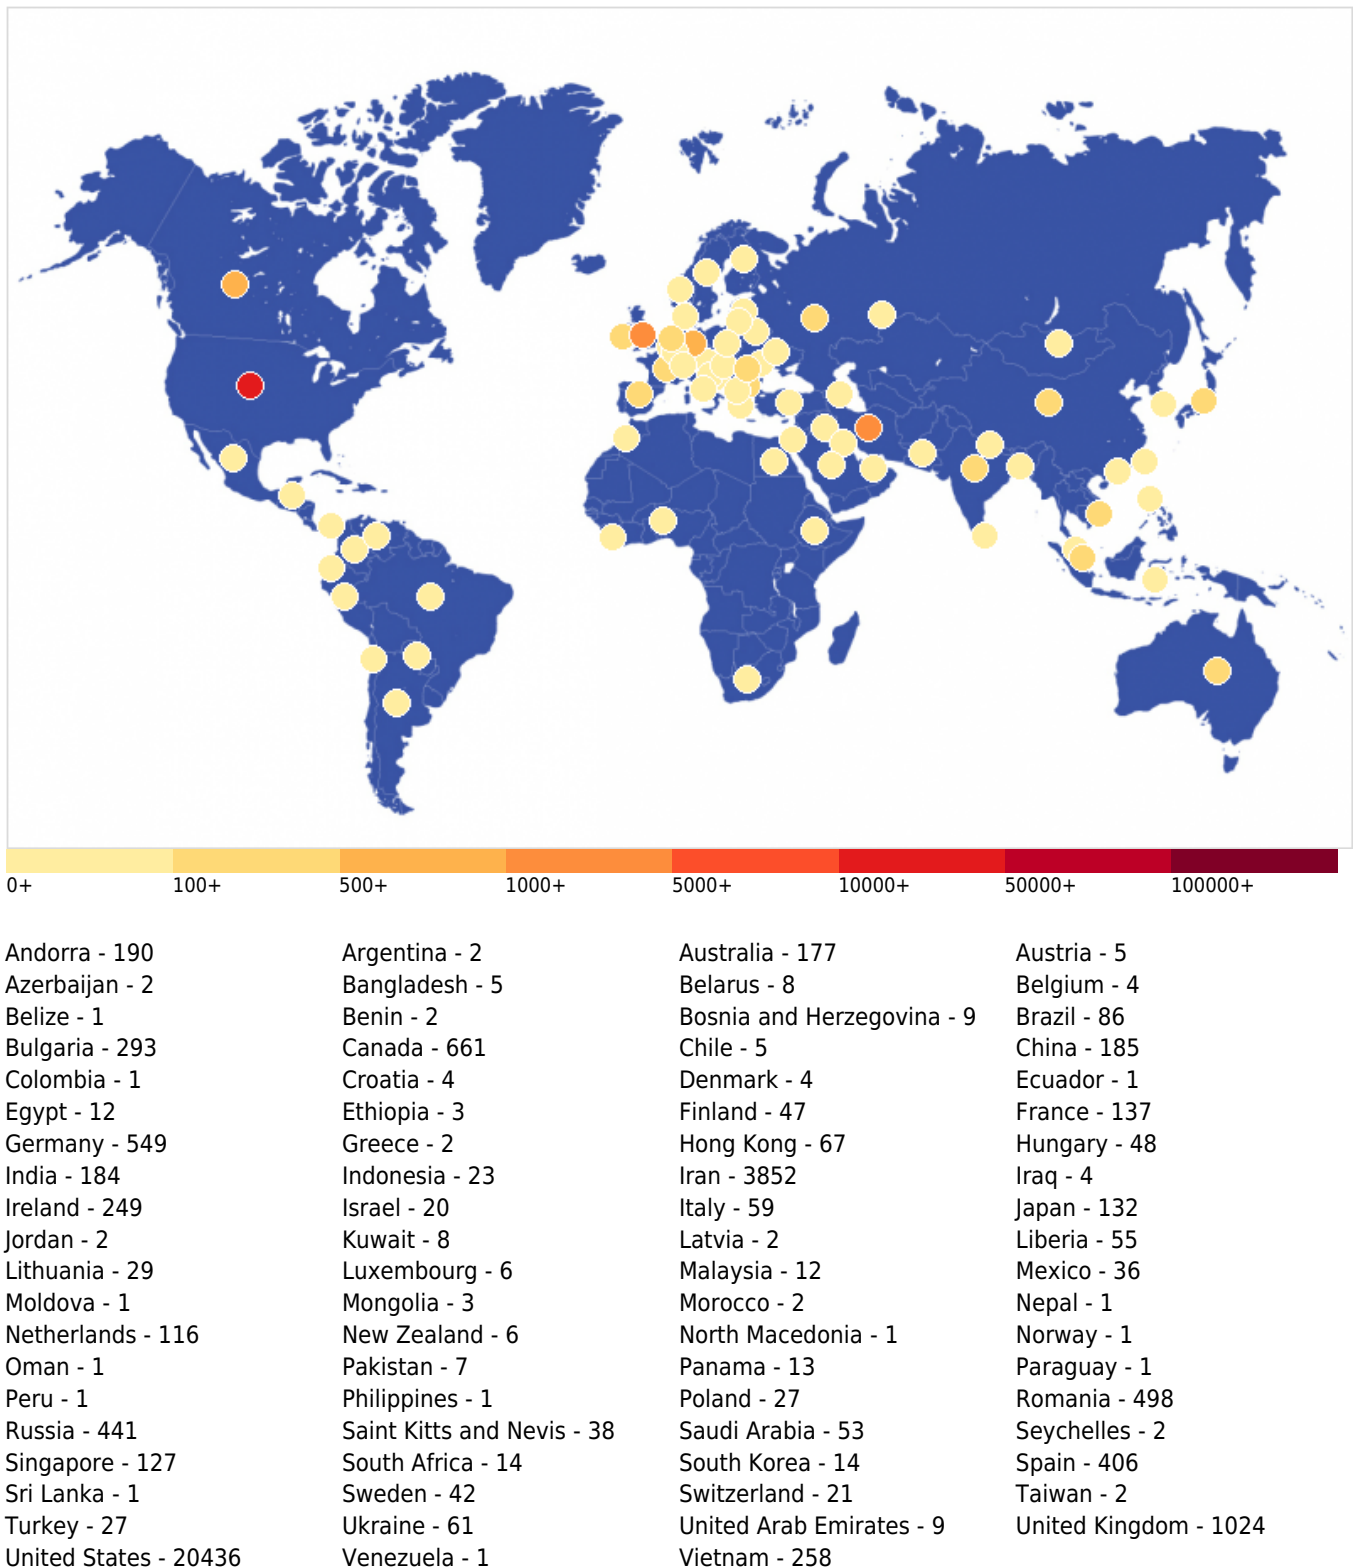 0+ 100+ 500+ 1000+ 5000+ 10000+ 50000+ 100000+
Andorra - 190 Argentina - 2 Australia - 177 Austria - 5
Azerbaijan - 2 Bangladesh - 5 Belarus - 8 Belgium - 4
Belize - 1 Benin - 2 Bosnia and Herzegovina - 9 Brazil - 86
Bulgaria - 293 Canada - 661 Chile - 5 China - 185
Colombia - 1 Croatia - 4 Denmark - 4 Ecuador - 1
Egypt - 12 Ethiopia - 3 Finland - 47 France - 137
Germany - 549 Greece - 2 Hong Kong - 67 Hungary - 48
India - 184 Indonesia - 23 Iran - 3852 Iraq - 4
Ireland - 249 Israel - 20 Italy - 59 Japan - 132
Jordan - 2 Kuwait - 8 Latvia - 2 Liberia - 55
Lithuania - 29 Luxembourg - 6 Malaysia - 12 Mexico - 36
Moldova - 1 Mongolia - 3 Morocco - 2 Nepal - 1
Netherlands - 116 New Zealand - 6 North Macedonia - 1 Norway - 1
Oman - 1 Pakistan - 7 Panama - 13 Paraguay - 1
Peru - 1 Philippines - 1 Poland - 27 Romania - 498
Russia - 441 Saint Kitts and Nevis - 38 Saudi Arabia - 53 Seychelles - 2
Singapore - 127 South Africa - 14 South Korea - 14 Spain - 406
Sri Lanka - 1 Sweden - 42 Switzerland - 21 Taiwan - 2
Turkey - 27 Ukraine - 61 United Arab Emirates - 9 United Kingdom - 1024
United States - 20436 Venezuela - 1 Vietnam - 258